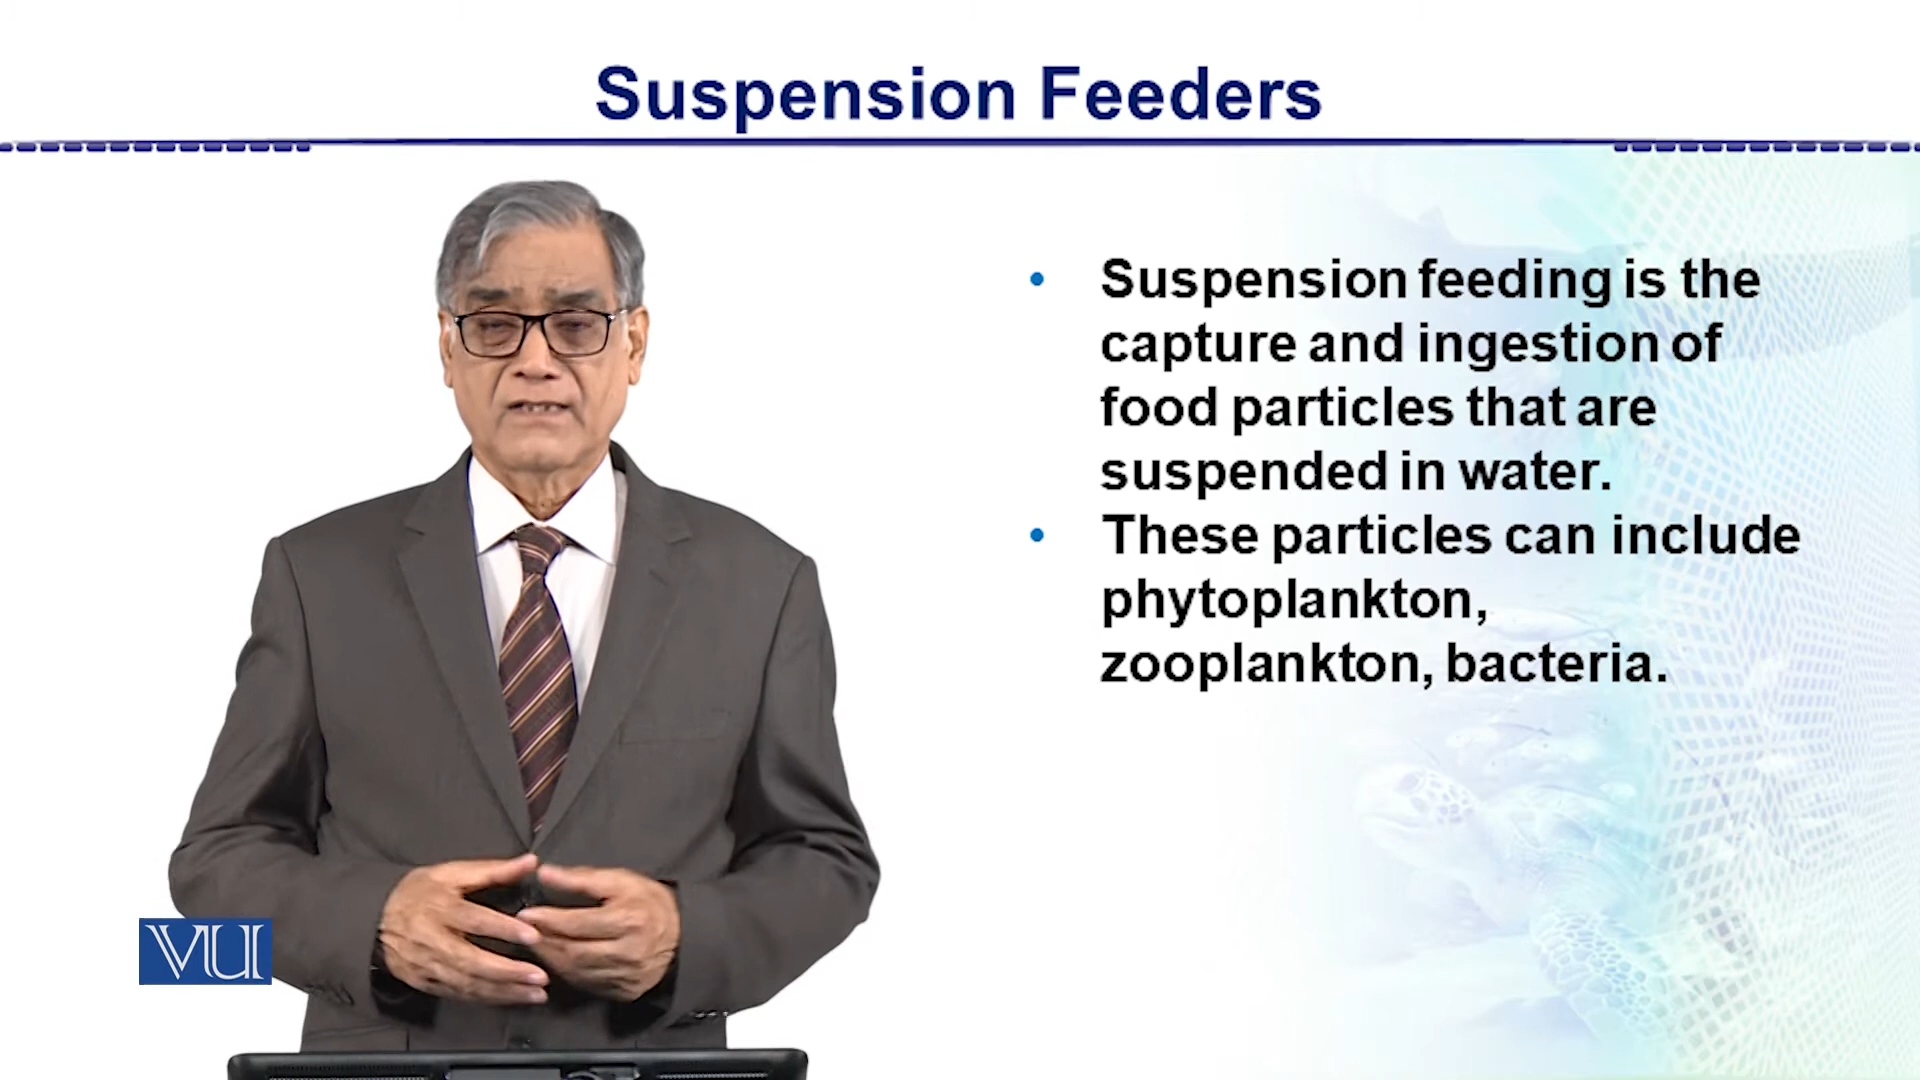 Suspension Feeders
• Suspension feeding is the
capture and ingestion of
food particles that are
suspended in water.
• These particles can include
phytoplankton,
zooplankton, bacteria.
VU